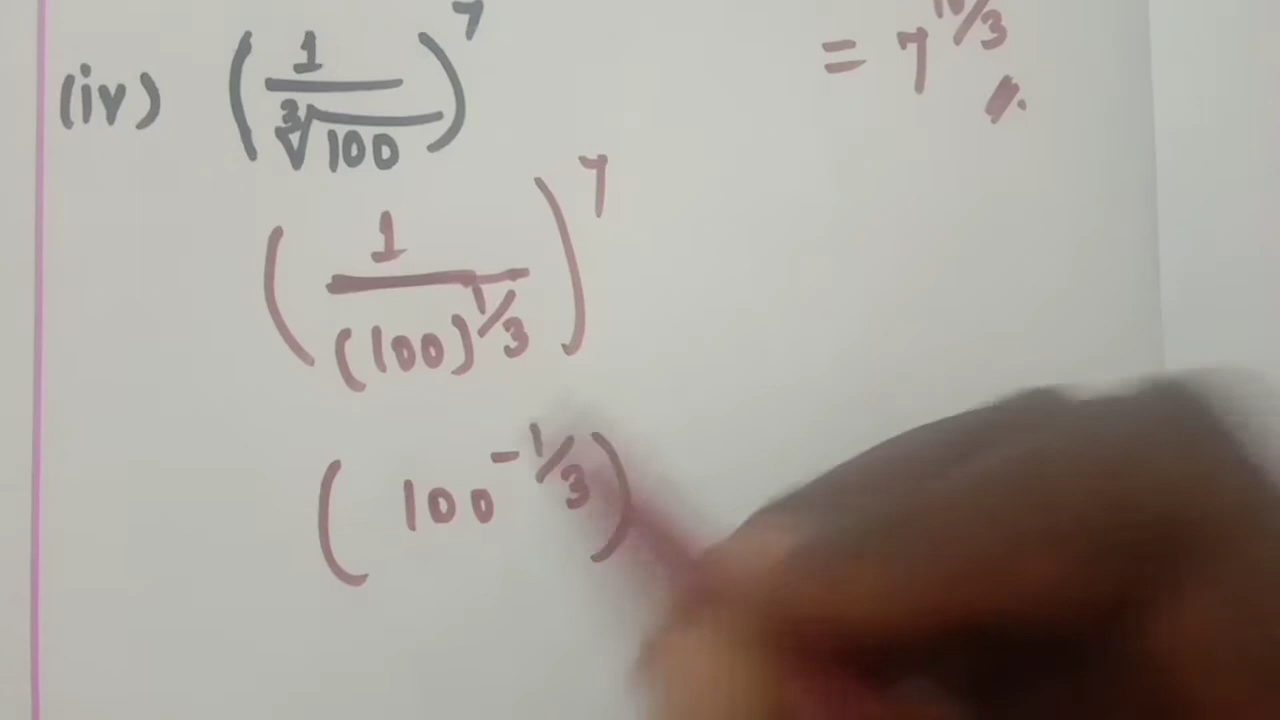 (iv) (1/∛100)^7
= 7^10/3
(1/(100)^1/3)^7
(100^-1/3)